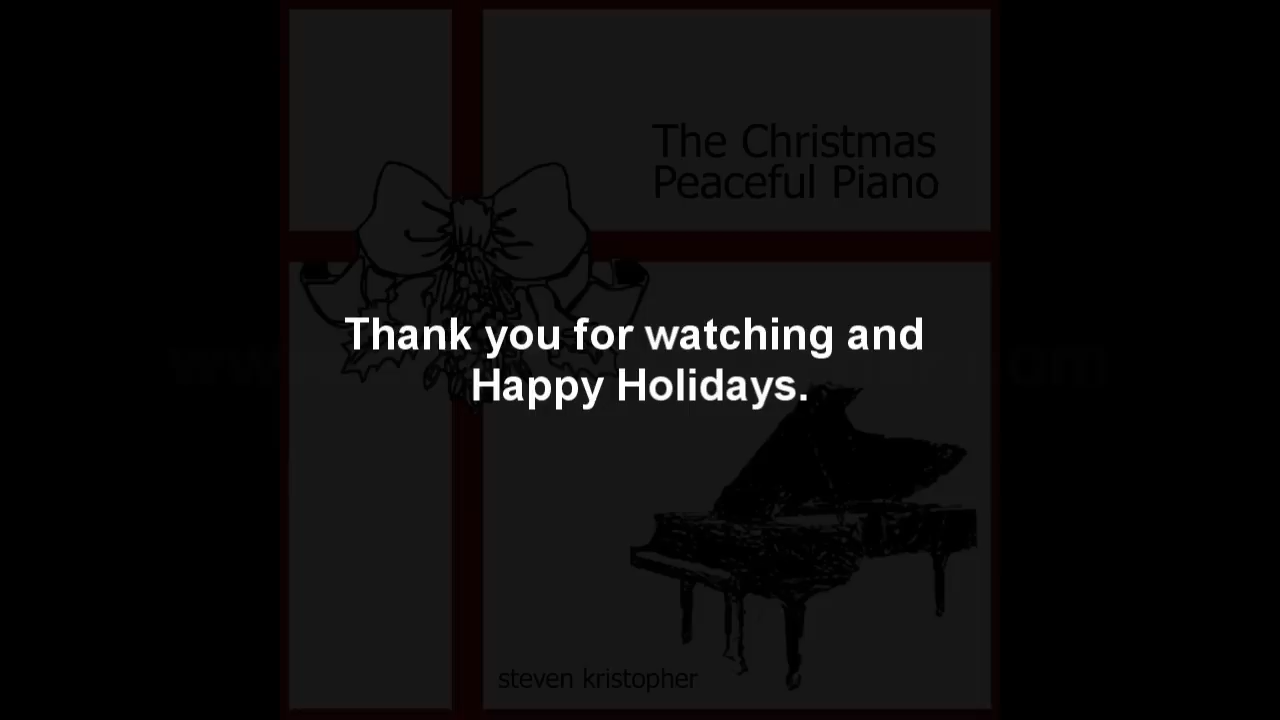 The Christmas
Peaceful Piano
Thank you for watching and
Happy Holidays.
steven kristopher